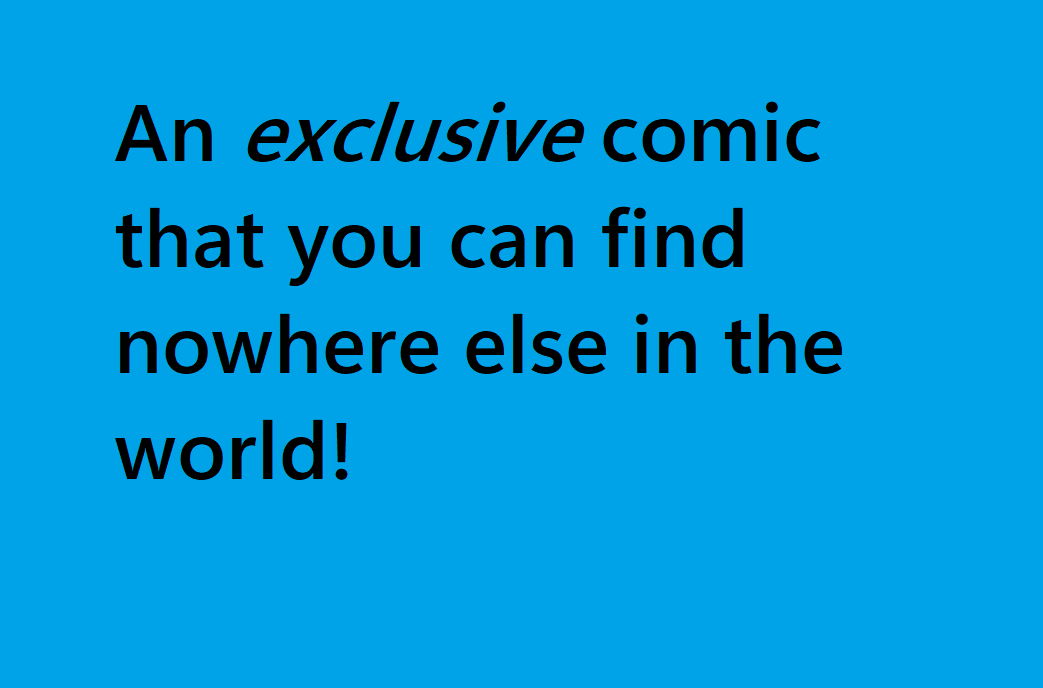 An exclusive comic
that you can find
nowhere else in the
world!